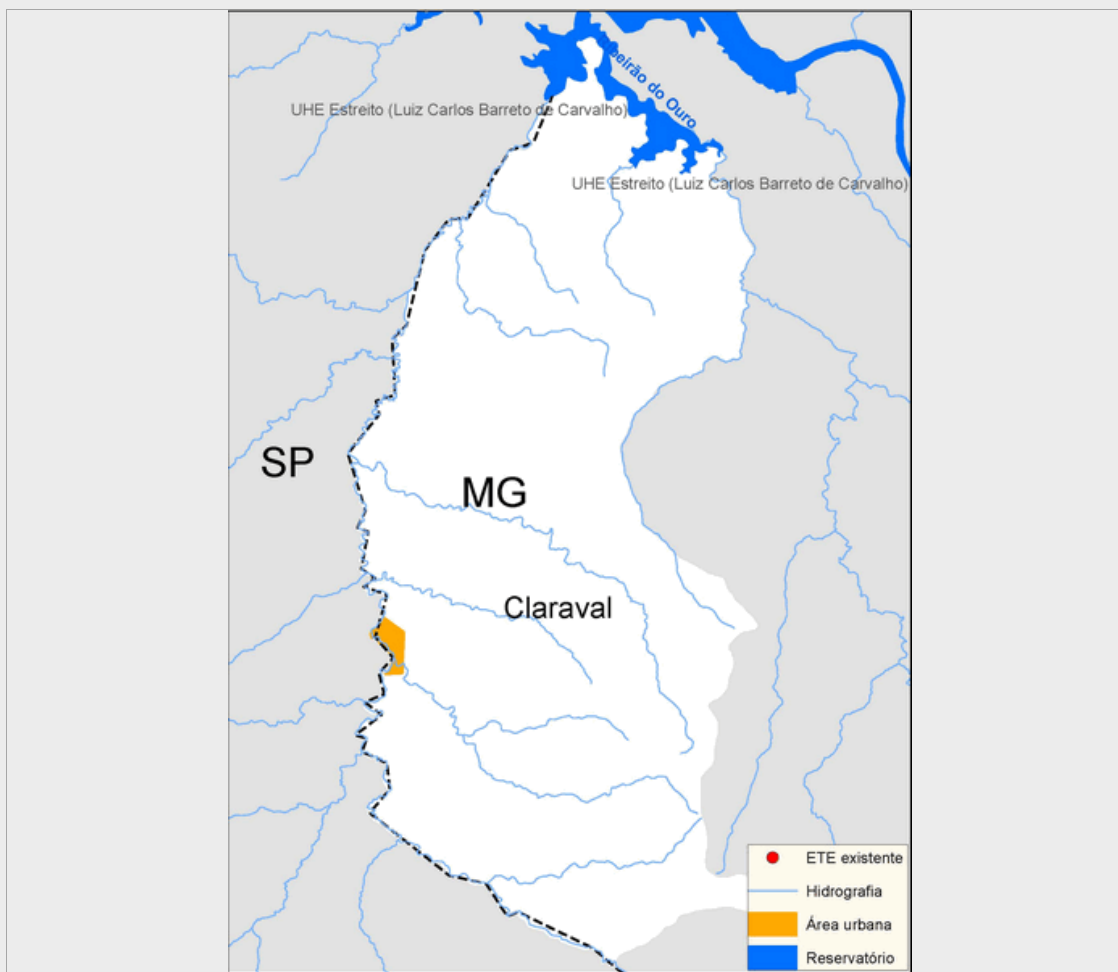 eirão do Ouro
UHE Estreito (Luiz Carlos Barreto de Carvalho)
UHE Estreito (Luiz Carlos Barreto de Carvalho)
SP
MG
Claraval
ETE existente
Hidrografia
Área urbana
Reservatório